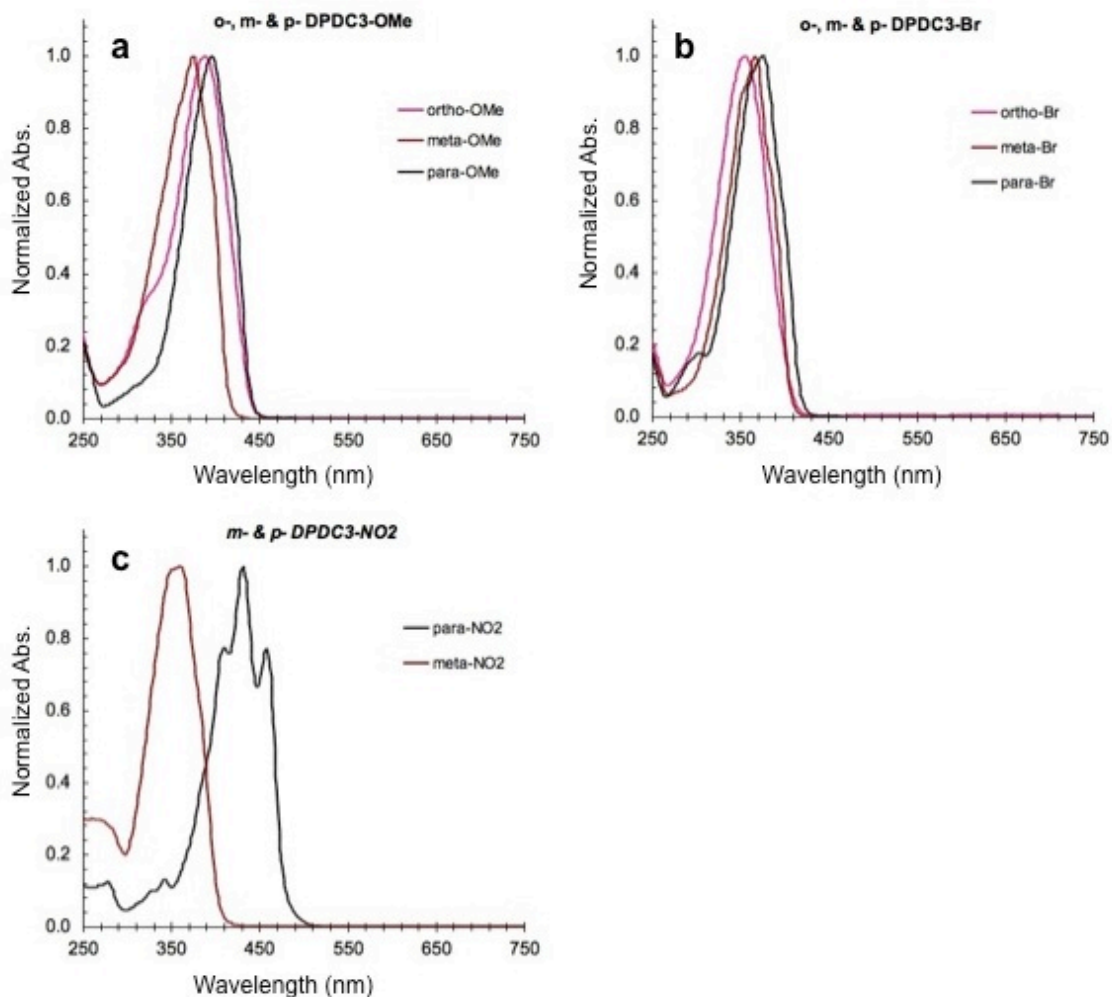 o-, m- & p- DPDC3-OMe
a
1.0
0.8
0.6
0.4
0.2
0.0
Normalized Abs.
ortho-OMe
meta-OMe
para-OMe
250 350 450 550 650 750
Wavelength (nm)
o-, m- & p- DPDC3-Br
b
1.0
0.8
0.6
0.4
0.2
0.0
Normalized Abs.
ortho-Br
meta-Br
para-Br
250 350 450 550 650 750
Wavelength (nm)
m- & p- DPDC3-NO2
c
1.0
0.8
0.6
0.4
0.2
0.0
Normalized Abs.
para-NO2
meta-NO2
250 350 450 550 650 750
Wavelength (nm)